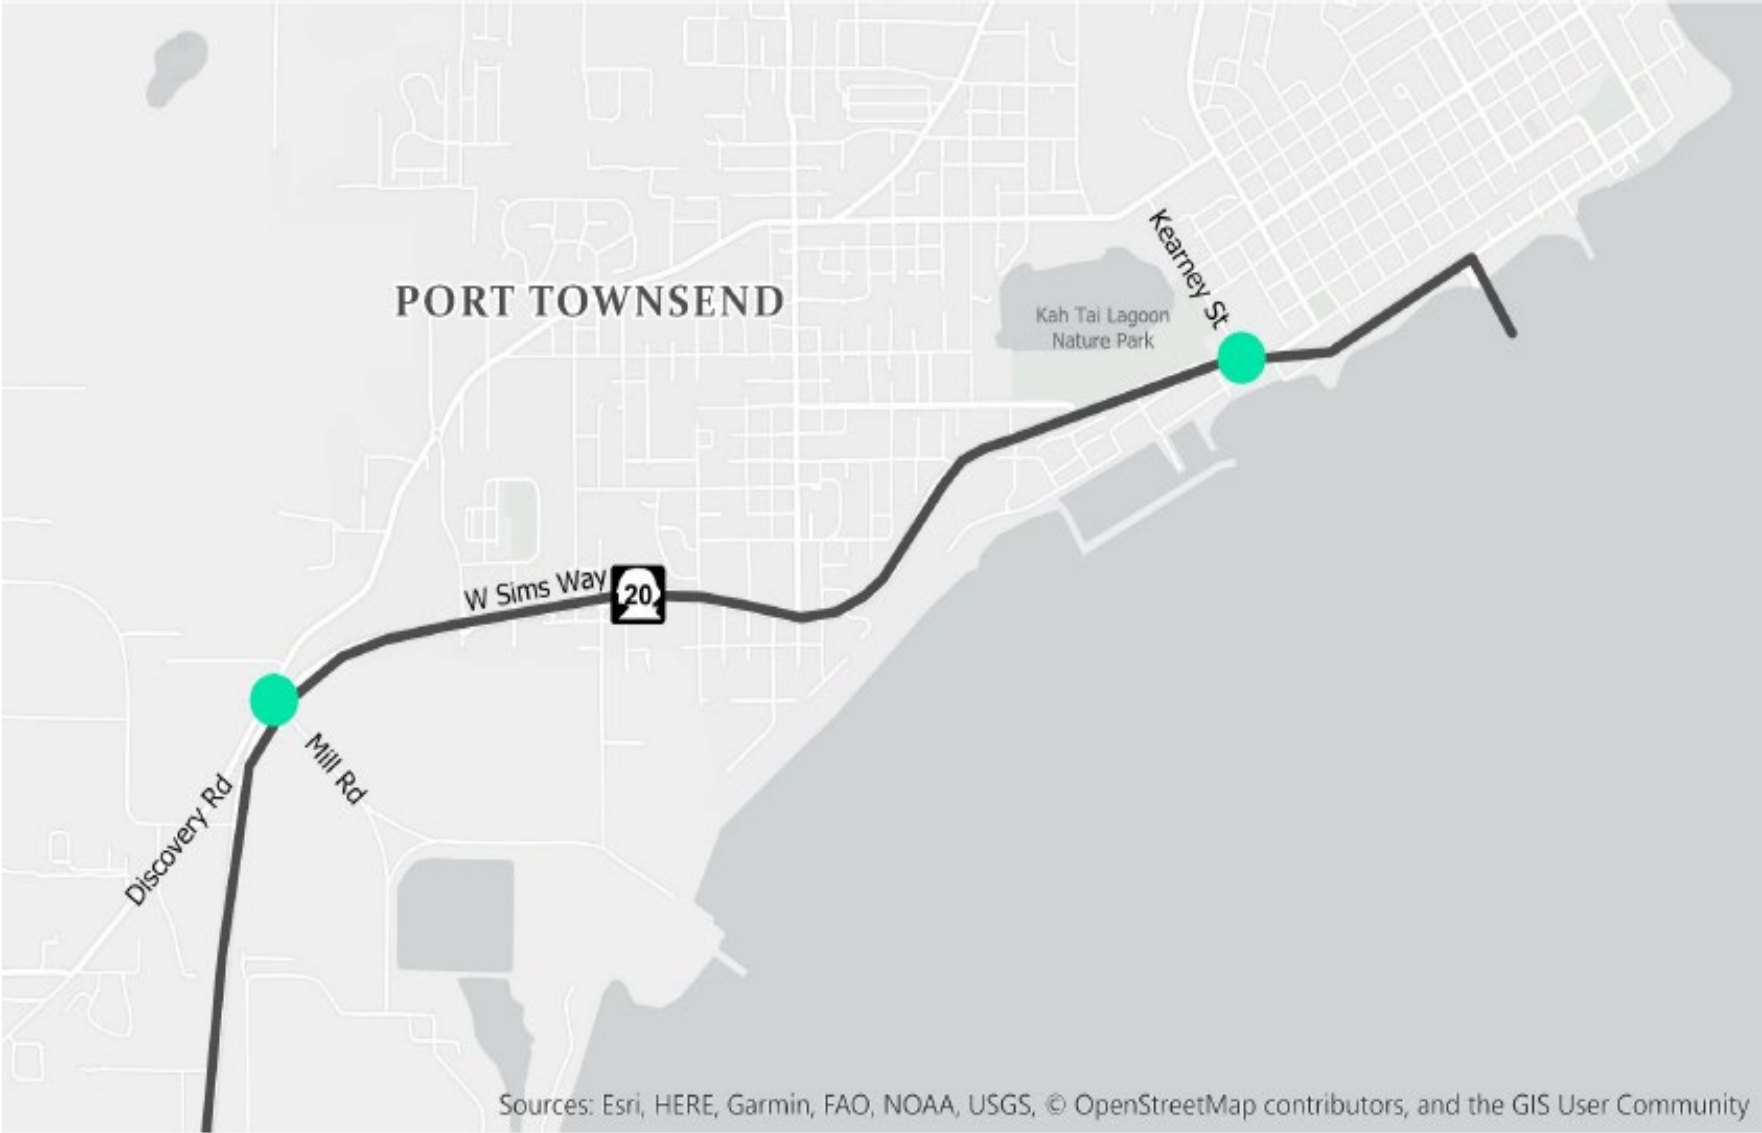 Kearney St
PORT TOWNSEND
Kah Tai Lagoon
Nature Park
W Sims Way
20
Mill Rd
Discovery Rd
Sources: Esri, HERE, Garmin, FAO, NOAA, USGS, © OpenStreetMap contributors, and the GIS User Community